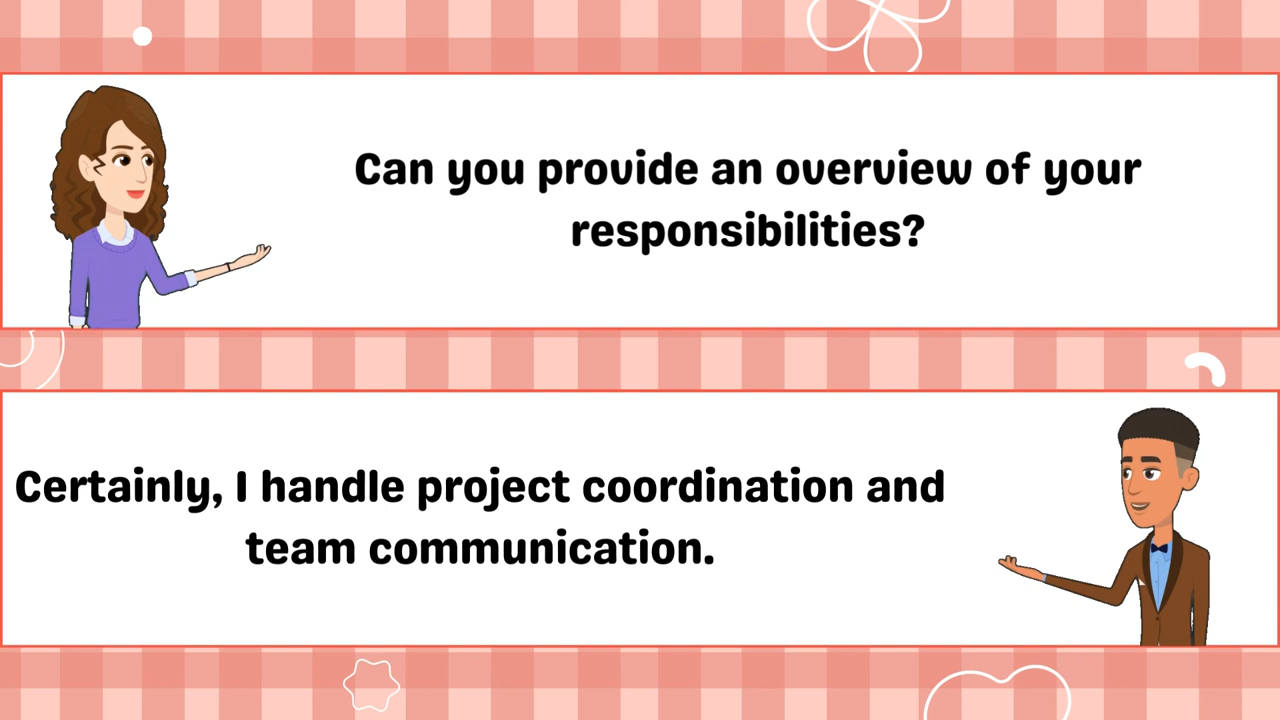 Can you provide an overview of your
responsibilities?
Certainly, I handle project coordination and
team communication.